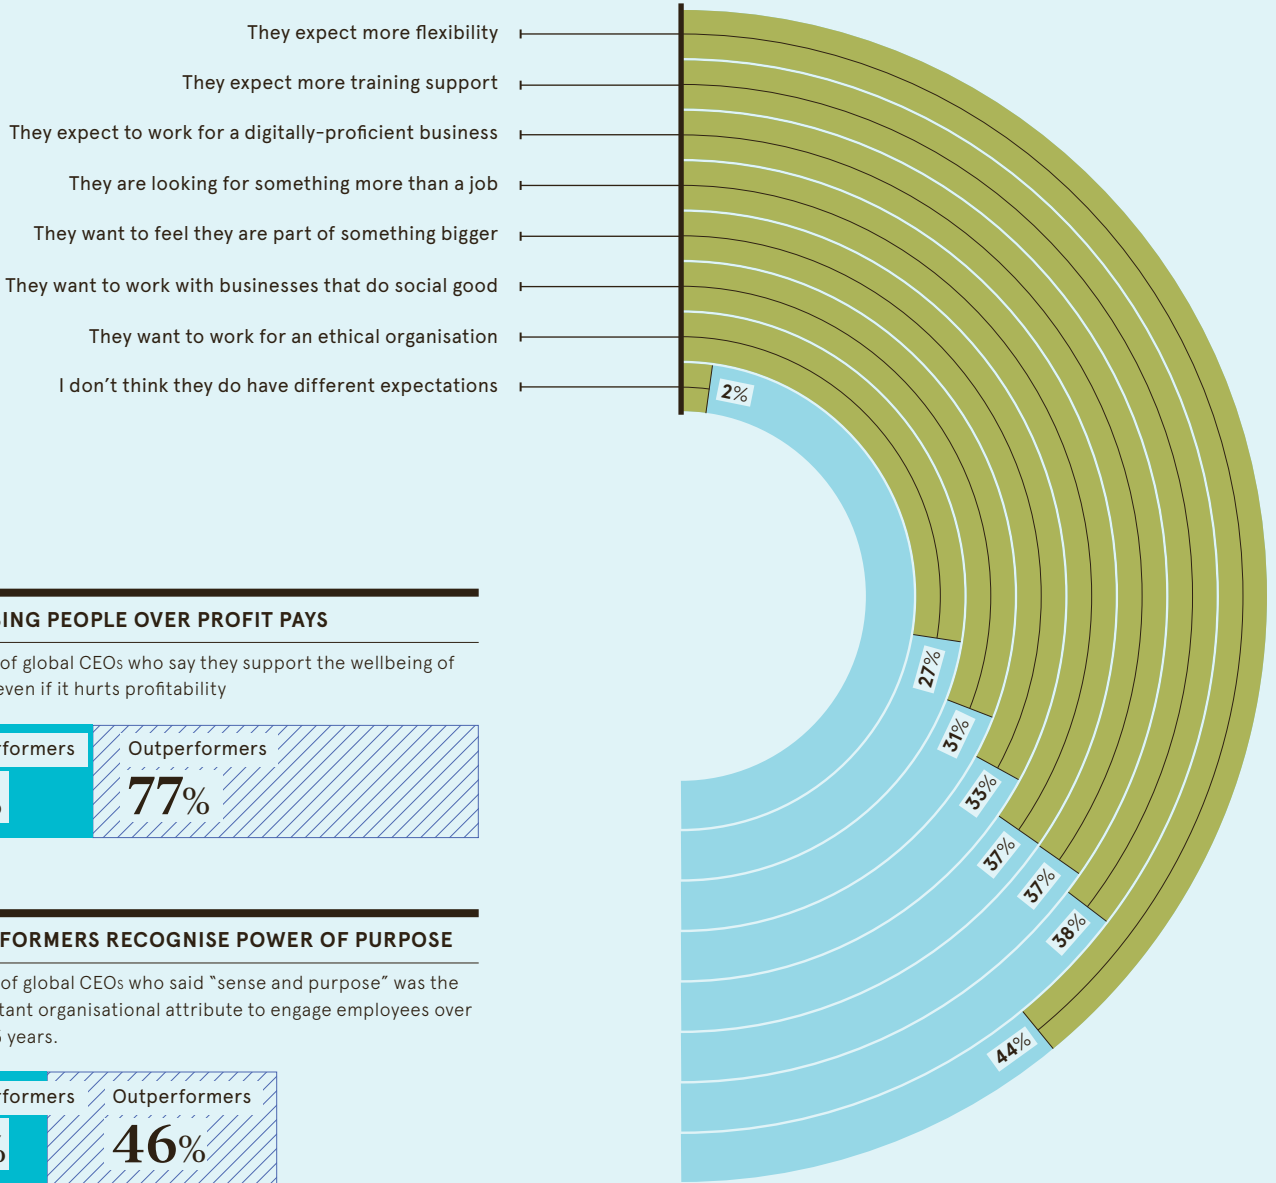 They expect more flexibility
They expect more training support
They expect to work for a digitally-proficient business
They are looking for something more than a job
They want to feel they are part of something bigger
They want to work with businesses that do social good
They want to work for an ethical organisation
I don’t think they do have different expectations
2%
27%
31%
33%
37%
37%
38%
44%
PEOPLE OVER PROFIT PAYS
of global CEOs who say they support the wellbeing of
even if it hurts profitability
Outperformers
77%
RECOGNISE POWER OF PURPOSE
of global CEOs who said “sense and purpose” was the
organisational attribute to engage employees over
years.
Outperformers
46%